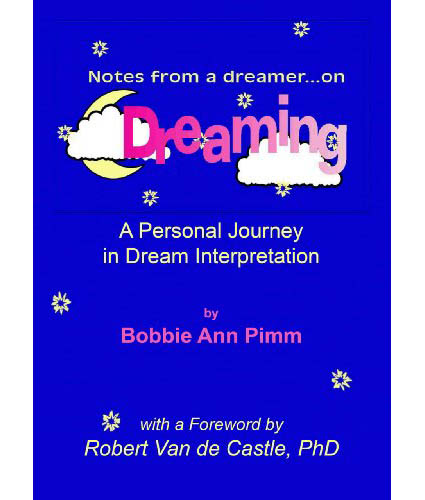 Notes from a dreamer...on
Dreaming
A Personal Journey
in Dream Interpretation
by
Bobbie Ann Pimm
with a Foreword by
Robert Van de Castle, PhD